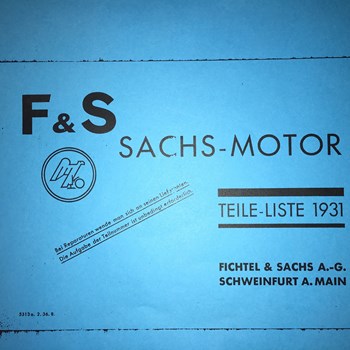 F & S
SACHS-MOTOR
Bei Reparaturen wende man sich an seinen Lieferanten.
Die Aufgabe der Teilnummer ist unbedingt erforderlich.
TEILE-LISTE 1931
FICHTEL & SACHS A.-G.
SCHWEINFURT A. MAIN